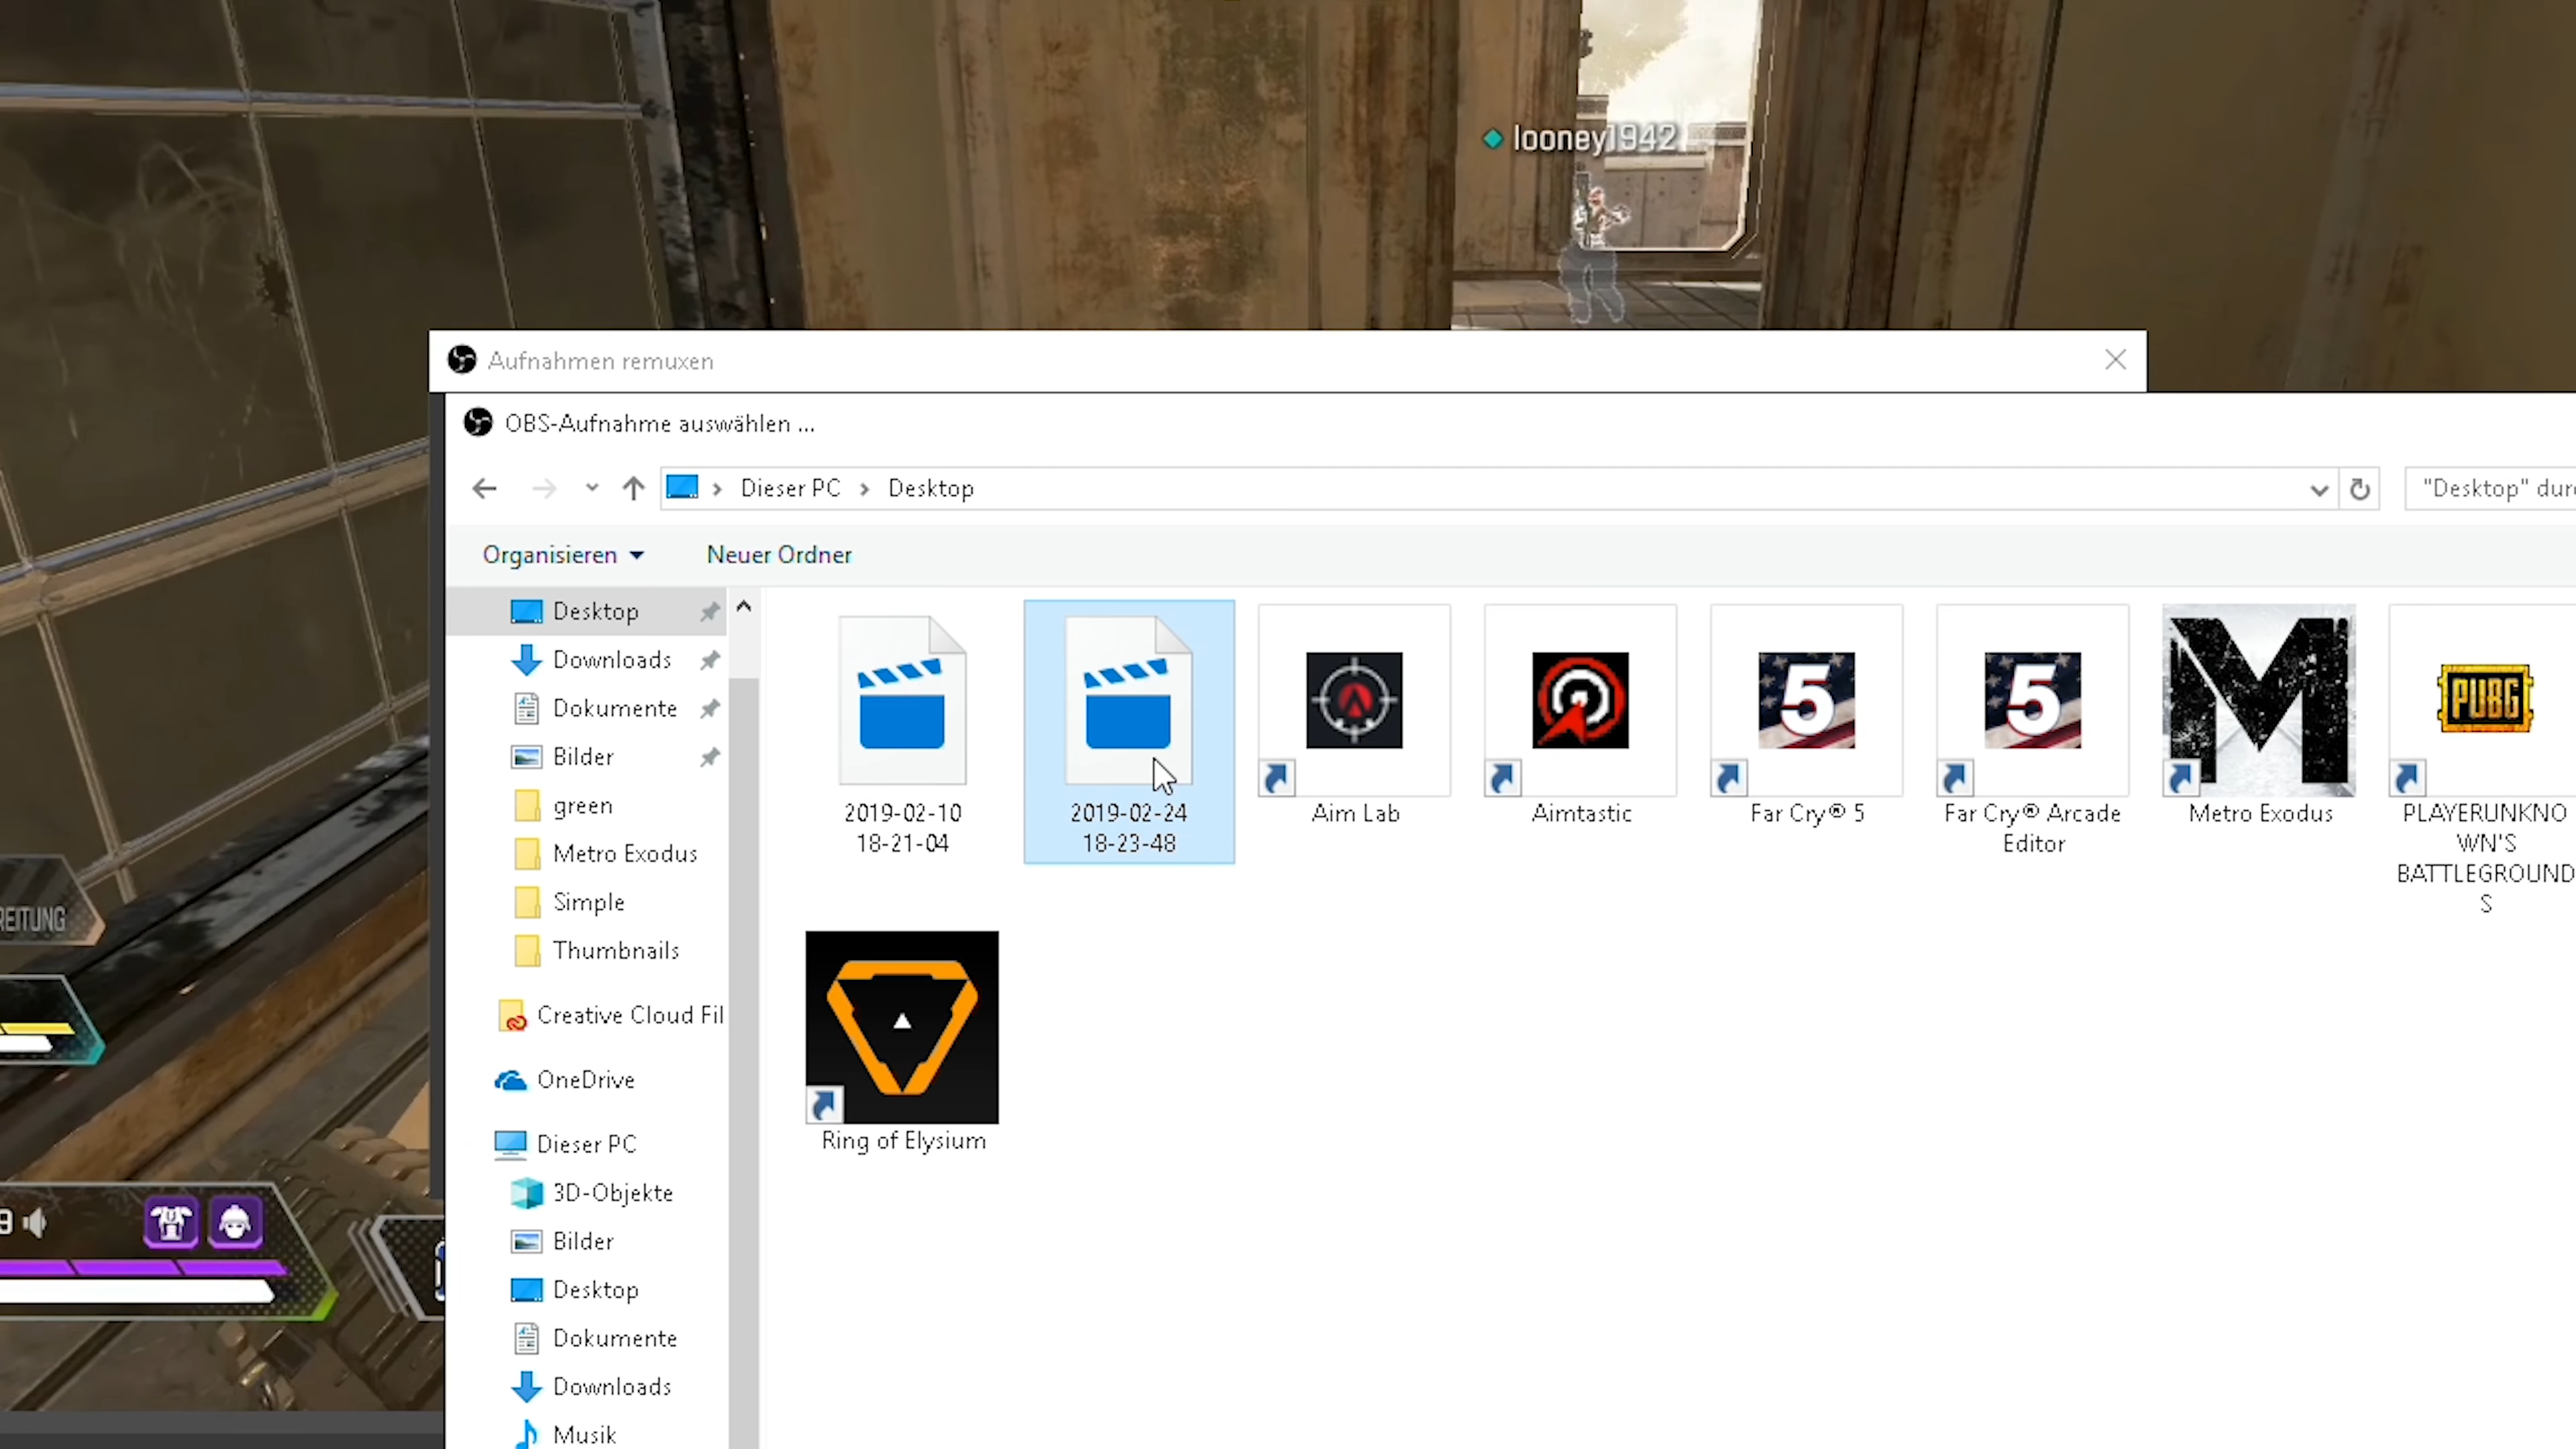 looney1942
Aufnahmen remuxen
OBS-Aufnahme auswählen ...
Dieser PC
Desktop
"Desktop"
Organisieren
Neuer Ordner
Desktop
Downloads
Dokumente
Bilder
green
Metro Exodus
Simple
Thumbnails
Creative Cloud Fil
OneDrive
Dieser PC
3D-Objekte
Bilder
Desktop
Dokumente
Downloads
Musik
2019-02-10
18-21-04
2019-02-24
18-23-48
Aim Lab
Aimtastic
5
Far Cry® 5
5
Far Cry® Arcade
Editor
M
Metro Exodus
PUBG
PLAYERUNKNO
WN'S
BATTLEGROUND
S
Ring of Elysium
REITUNG
9